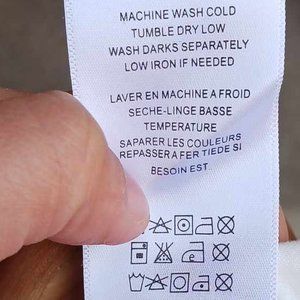 MACHINE WASH COLD
TUMBLE DRY LOW
WASH DARKS SEPARATELY
LOW IRON IF NEEDED
LAVER EN MACHINE A FROID
SECHE-LINGE BASSE
TEMPERATURE
SAPARER LES COULEURS
REPASSER A FER TIEDE SI
BESOIN EST.